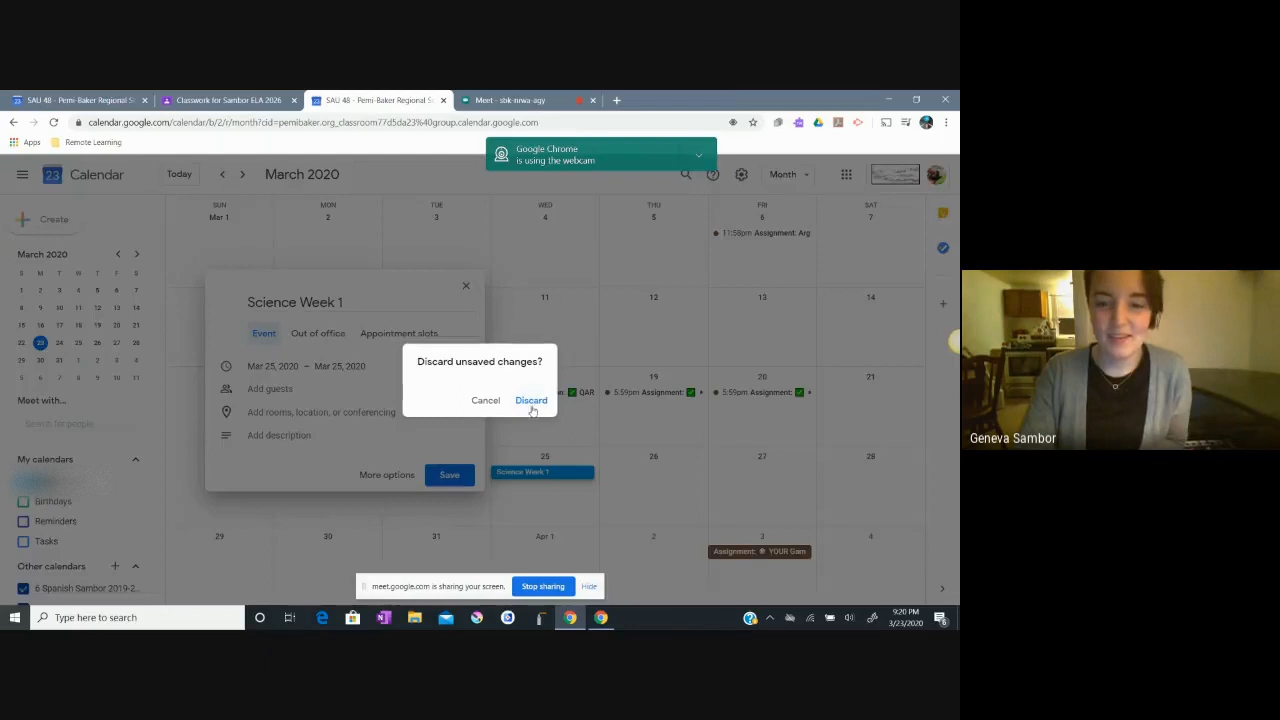 SAU 48 - Pemi-Baker Regional S
Classwork for Sambor ELA 2026
SAU 48 - Pemi-Baker Regional S
Meet - sbk-nrwa-agy
calendar.google.com/calendar/b/2/r/month?cid=pemibaker.org_classroom77d5da23%40group.calendar.google.com
Apps
Remote Learning
Google Chrome
is using the webcam
23 Calendar
Today
March 2020
Month
Create
SUN MON TUE WED THU FRI SAT
Mar 1 2 3 4 5 6 7
11:58pm Assignment: Arg
March 2020
S M T W T F S
1 2 3 4 5 6 7
8 9 10 11 12 13 14
15 16 17 18 19 20 21
22 23 24 25 26 27 28
29 30 31 1 2 3 4
5 6 7 8 9 10 11
Meet with...
Search for people
My calendars
Birthdays
Reminders
Tasks
Other calendars
6 Spanish Sambor 2019-2...
Science Week 1
Event Out of office Appointment slots
Mar 25, 2020 – Mar 25, 2020
Add guests
Add rooms, location, or conferencing
Add description
More options
Save
Discard unsaved changes?
Cancel
Discard
11 12 13 14
19 20 21
QAR
5:59pm Assignment: ✅
5:59pm Assignment: ✅
25 26 27 28
Science Week 1
29 30 31 Apr 1 2 3 4
Assignment: YOUR Gam
meet.google.com is sharing your screen.
Stop sharing
Hide
Type here to search
9:20 PM
3/23/2020
6
Geneva Sambor